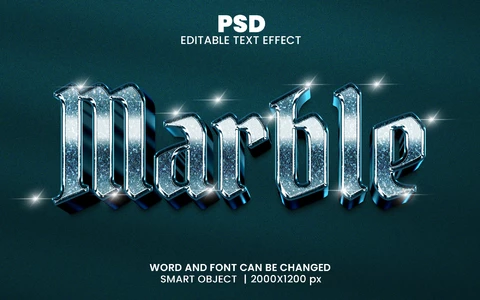 PSD
EDITABLE TEXT EFFECT
Marble
WORD AND FONT CAN BE CHANGED
SMART OBJECT | 2000X1200 px